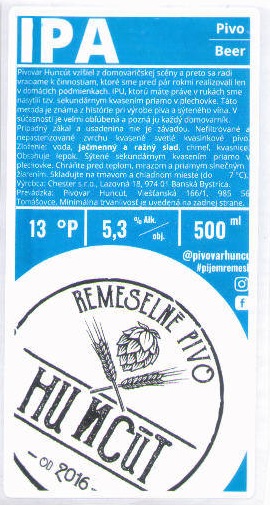 IPA
Pivo
Beer
Pivovar Huncút vzišiel z domovarníckej scény a preto sa radi
vraciame k činnostiam, ktoré sme pred pár rokmi realizovali len
v domácich podmienkach. IPU, ktorú máte práve v rukách sme
nasýtili tzv. sekundárnym kvasením priamo v plechovke. Táto
metóda je známa z histórie pri výrobe piva a sýteného vína. V
súčasnosti je veľmi obľúbená a pozná ju každý domovarník.
Prípadný zákal a usadenina nie je závadou. Nefiltrované a
nepasterizované zvrchu kvasené svetlé kvasinkové pivo.
Zloženie: voda, jačmenný a ražný slad, chmeľ, kvasnice.
Obsahuje lepok. Sýtené sekundárnym kvasením priamo v
plechovke. Chráňte pred teplom, mrazom a priamym slnečným
žiarením. Skladujte na tmavom a chladnom mieste (do 7 °C).
Výrobca: Chester s.r.o., Lazovná 18, 974 01 Banská Bystrica.
Prevádzka: Pivovar Huncút, Vieštanská 166/1, 985 56
Tomášovce. Minimálna trvanlivosť je uvedená na zadnej strane.
13 °P
5,3 % Alk. obj.
500 ml
@pivovarhuncu
#pijemremesl
REMESELNÉ PIVO
HUNCÚT
- OD 2016 -